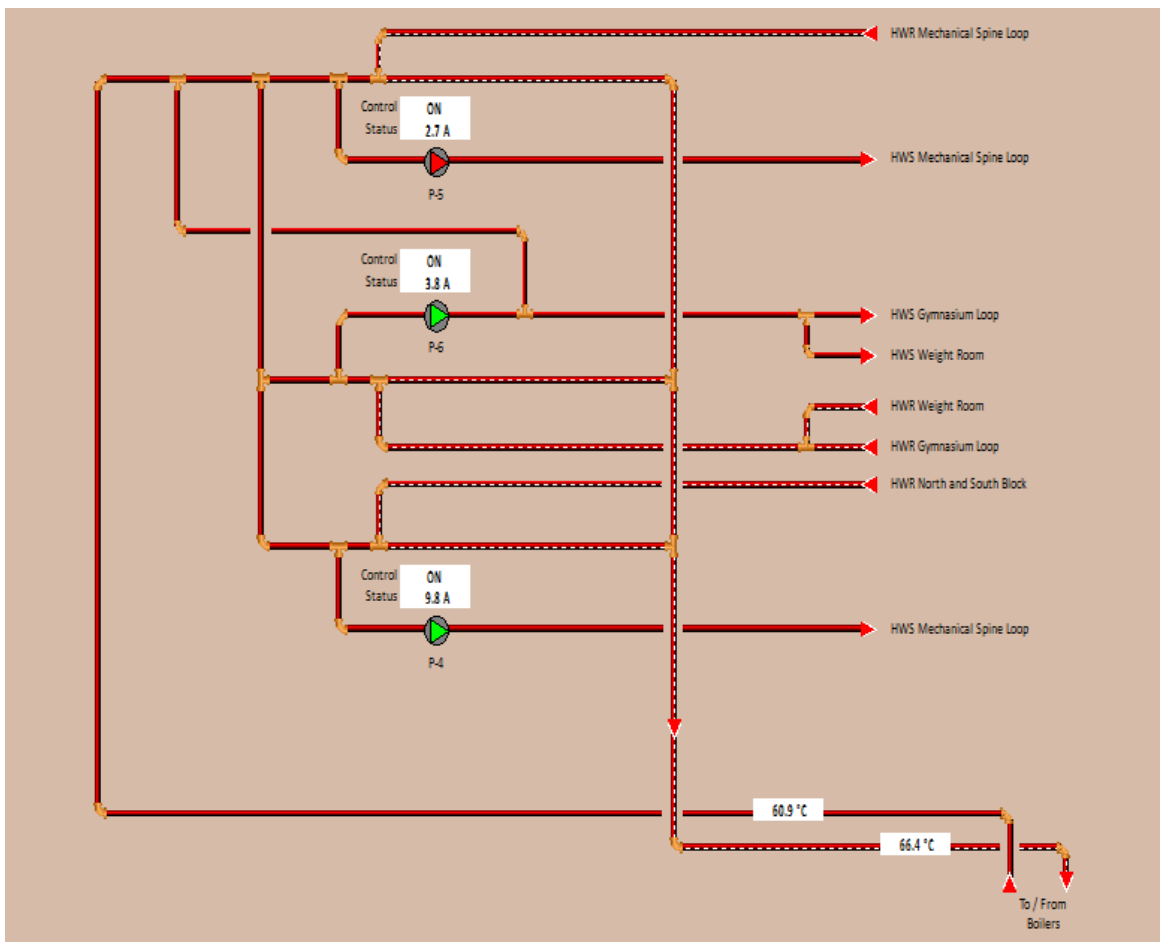 HWR Mechanical Spine Loop
Control ON
Status 2.7 A
HWS Mechanical Spine Loop
P-5
Control ON
Status 3.8 A
HWS Gymnasium Loop
P-6
HWS Weight Room
HWR Weight Room
HWR Gymnasium Loop
HWR North and South Block
Control ON
Status 9.8 A
HWS Mechanical Spine Loop
P-4
60.9 °C
66.4 °C
To / From
Boilers